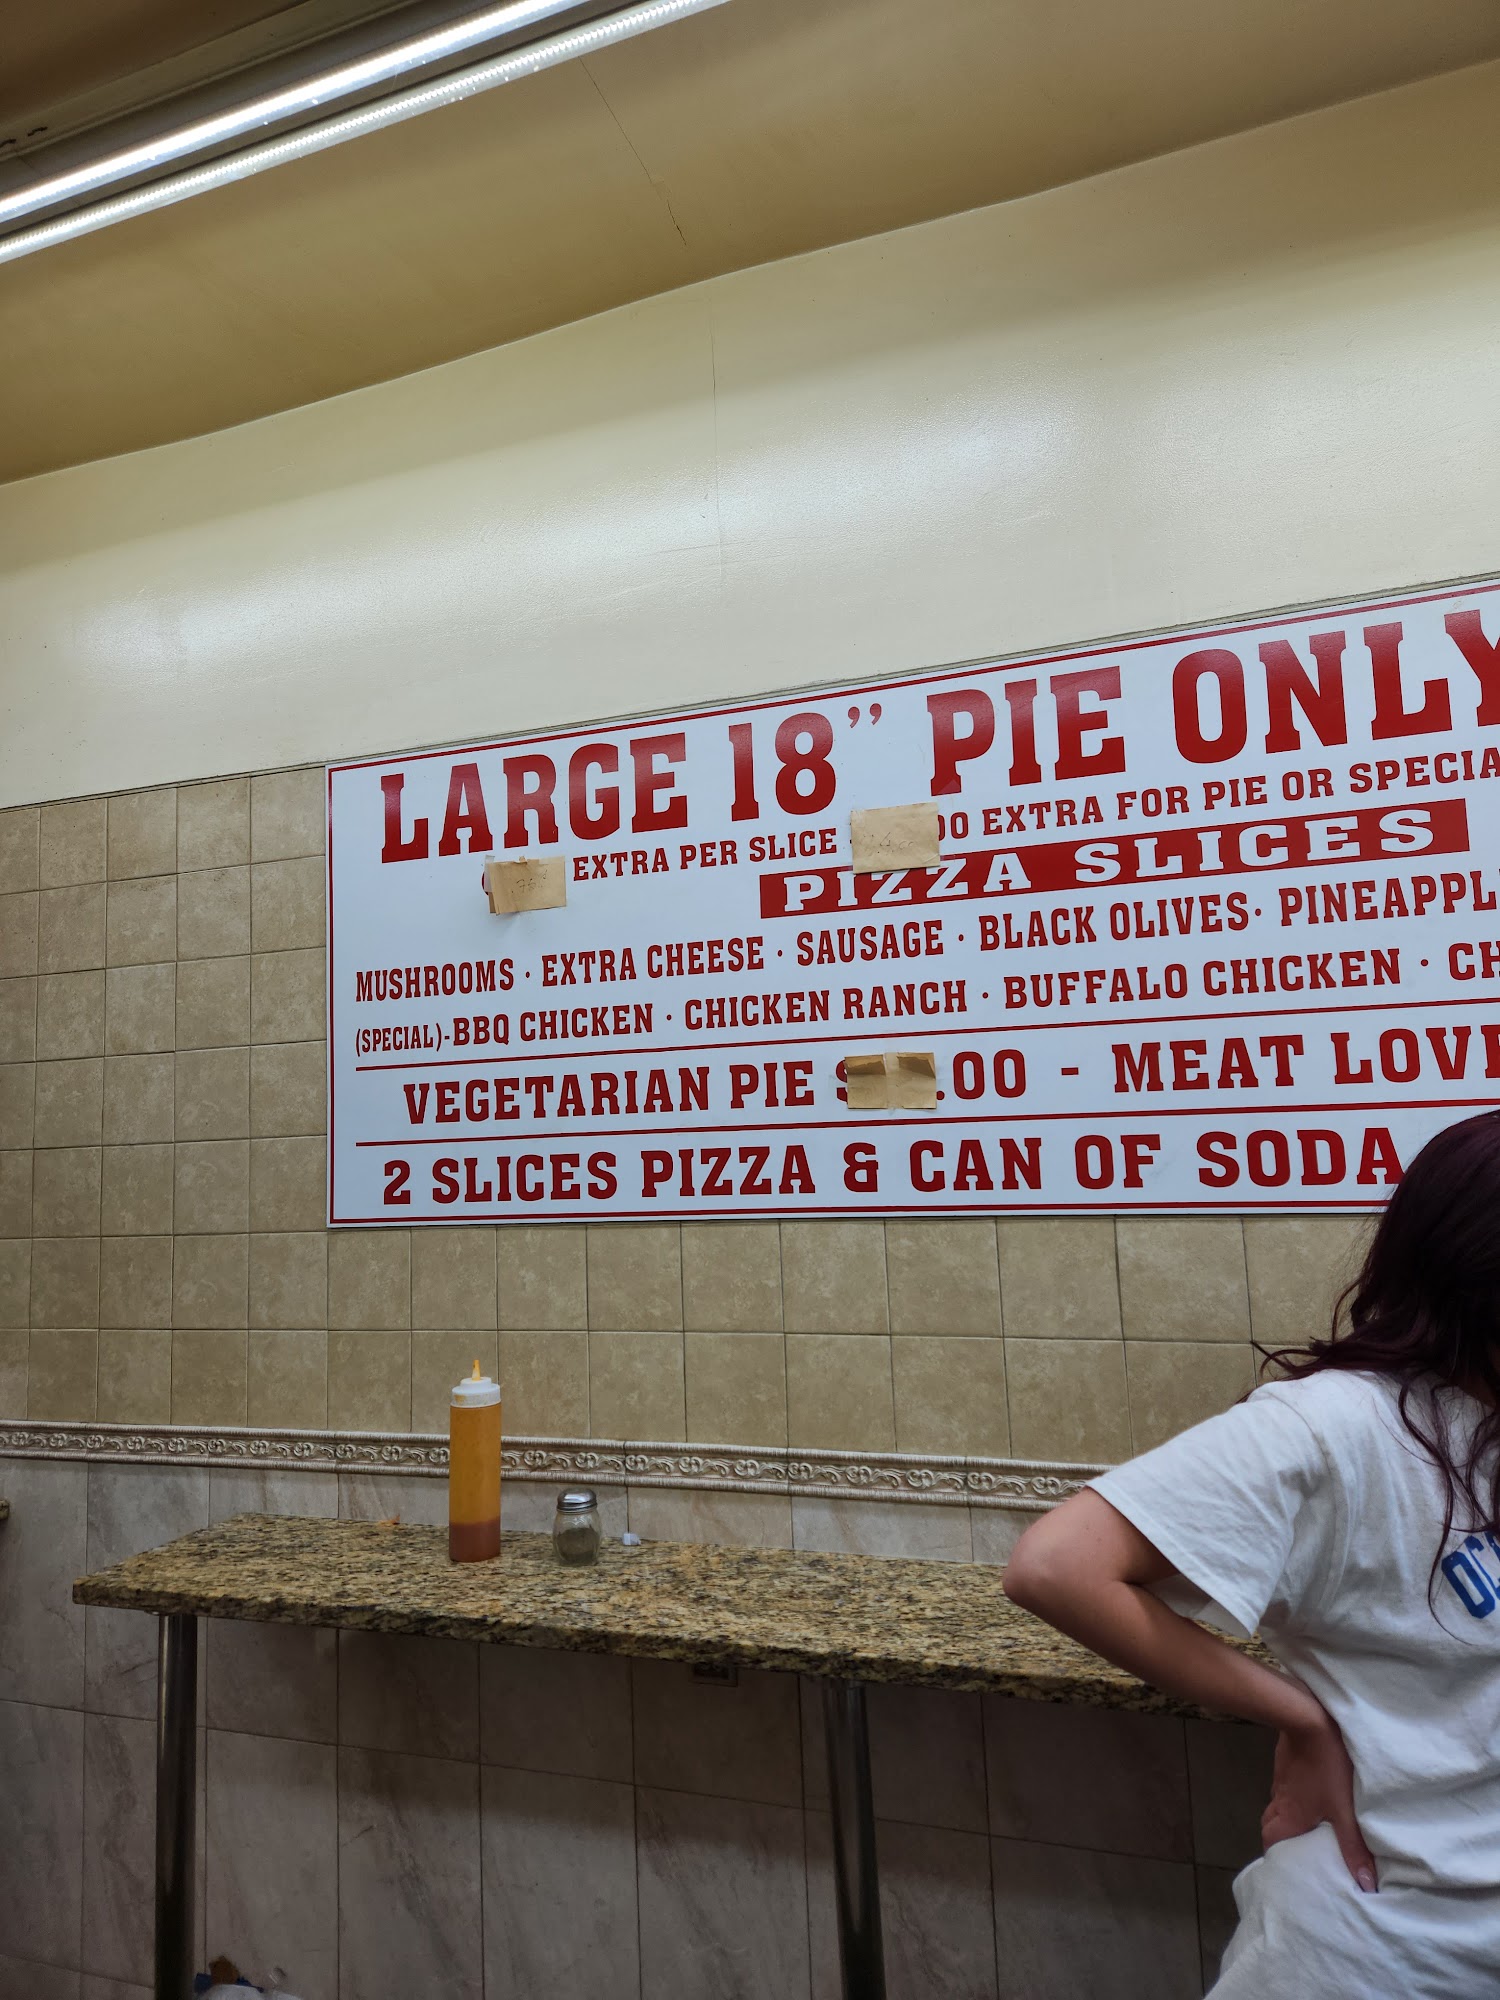 LARGE 18" PIE ONLY
EXTRA PER SLICE 00 EXTRA FOR PIE OR SPECIA
PIZZA SLICES
MUSHROOMS · EXTRA CHEESE · SAUSAGE · BLACK OLIVES · PINEAPPL
(SPECIAL)-BBQ CHICKEN · CHICKEN RANCH · BUFFALO CHICKEN · CH
VEGETARIAN PIE $ .00 - MEAT LOV
2 SLICES PIZZA & CAN OF SODA